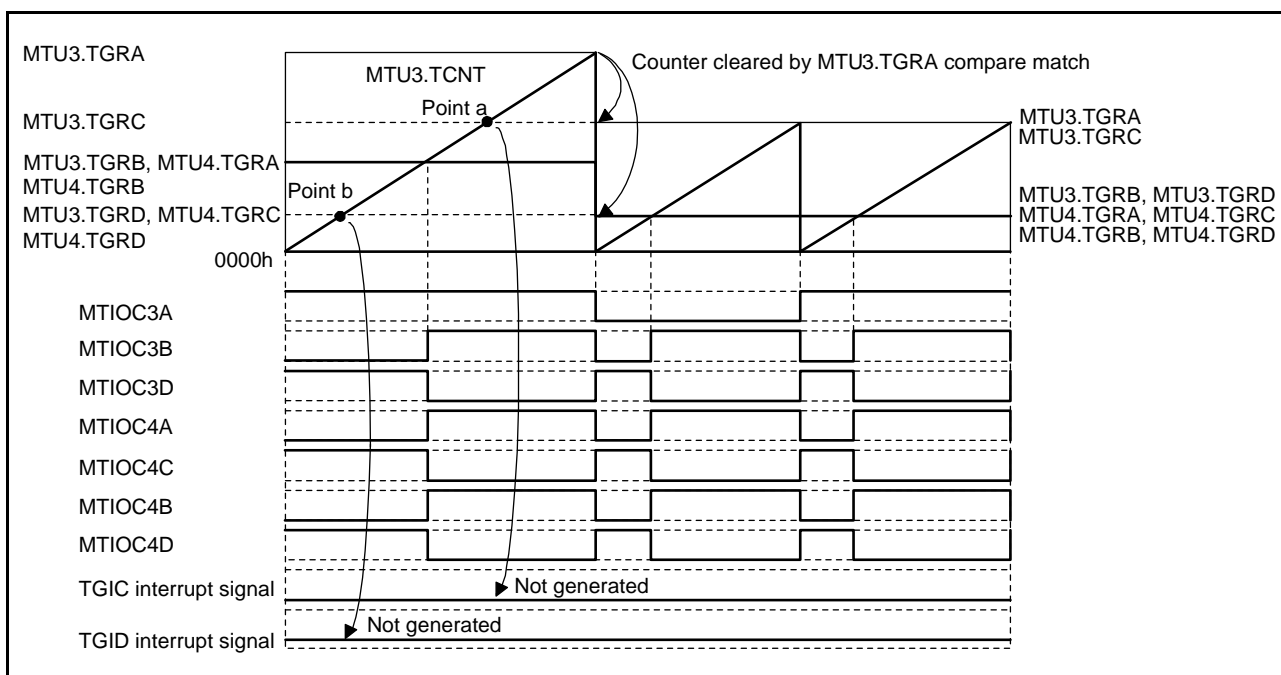 MTU3.TGRA
MTU3.TCNT
Counter cleared by MTU3.TGRA compare match
Point a
MTU3.TGRC
MTU3.TGRA
MTU3.TGRC
MTU3.TGRB, MTU4.TGRA
MTU4.TGRB
Point b
MTU3.TGRD, MTU4.TGRC
MTU4.TGRD
MTU3.TGRB, MTU3.TGRD
MTU4.TGRA, MTU4.TGRC
MTU4.TGRB, MTU4.TGRD
0000h
MTIOC3A
MTIOC3B
MTIOC3D
MTIOC4A
MTIOC4C
MTIOC4B
MTIOC4D
TGIC interrupt signal
Not generated
TGID interrupt signal
Not generated